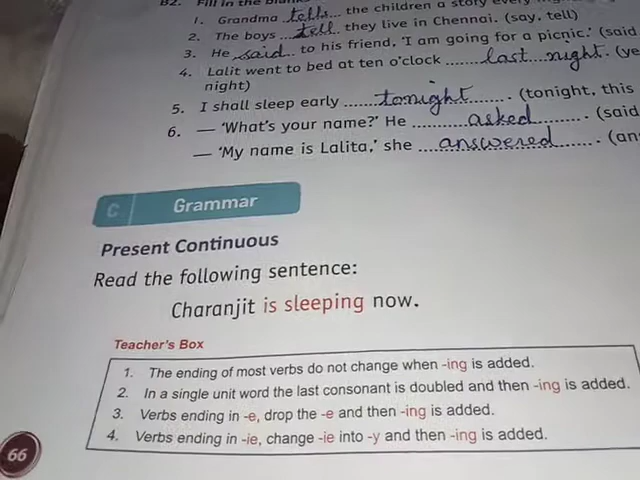 B2. Fill in the blan
1. Grandma tells the children a story every
2. The boys tell they live in Chennai. (say, tell)
3. He said to his friend, 'I am going for a picnic.' (said
4. Lalit went to bed at ten o'clock last night. (ye
night)
5. I shall sleep early tonight. (tonight, this
6. — 'What's your name?' He asked. (said
— 'My name is Lalita,' she answered. (an
C Grammar
Present Continuous
Read the following sentence:
Charanjit is sleeping now.
Teacher's Box
1. The ending of most verbs do not change when -ing is added.
2. In a single unit word the last consonant is doubled and then -ing is added.
3. Verbs ending in -e, drop the -e and then -ing is added.
4. Verbs ending in -ie, change -ie into -y and then -ing is added.
66